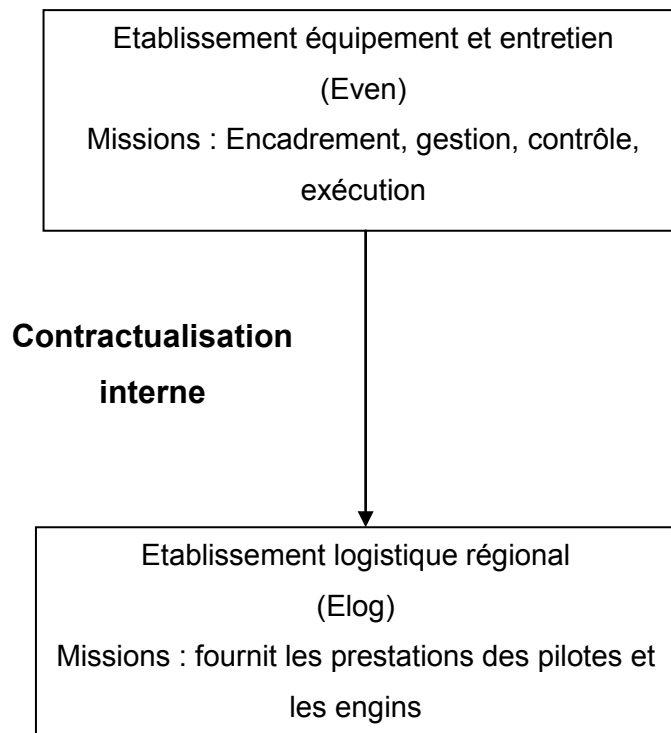 Etablissement équipement et entretien
(Even)
Missions : Encadrement, gestion, contrôle,
exécution
Contractualisation
interne
Etablissement logistique régional
(Elog)
Missions : fournit les prestations des pilotes et
les engins